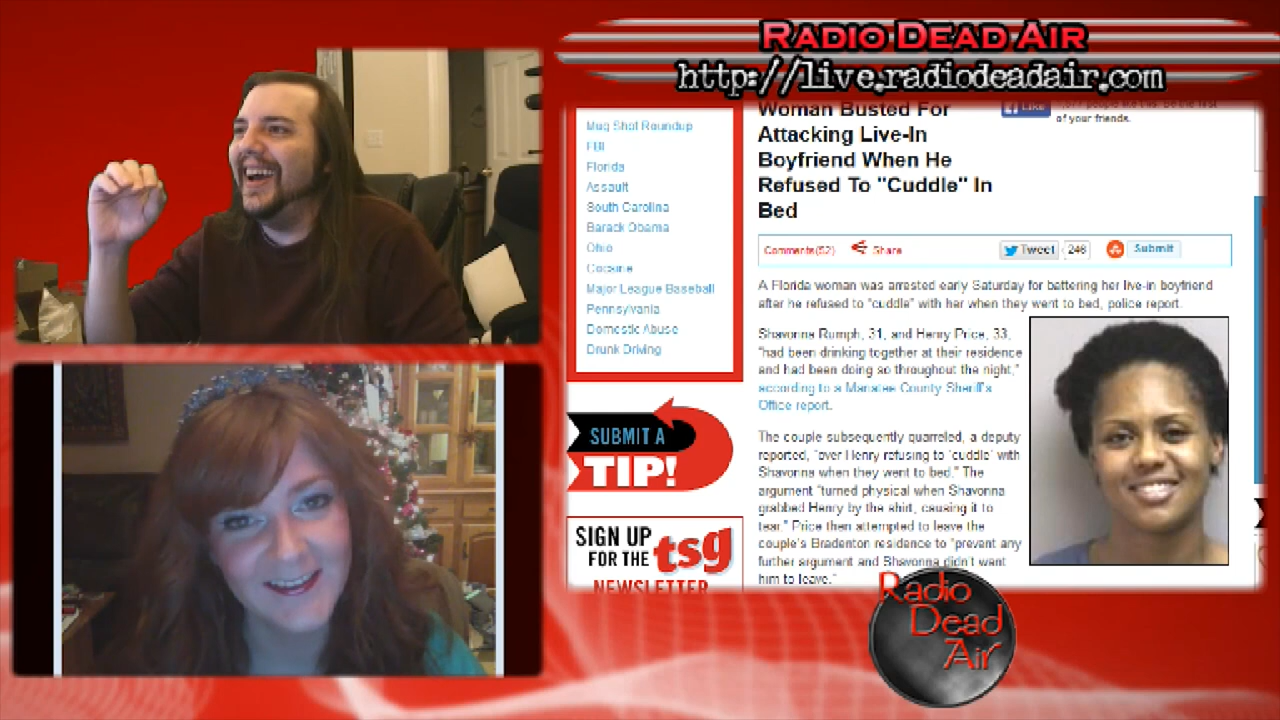 Radio Dead Air
http://live.radiodeadair.com
Mug Shot Roundup
FBI
Florida
Assault
South Carolina
Barack Obama
Ohio
Cocaine
Major League Baseball
Pennsylvania
Domestic Abuse
Drunk Driving
SUBMIT A
TIP!
SIGN UP
FOR THE tsg
NEWSLETTER
Woman Busted For
Attacking Live-In
Boyfriend When He
Refused To "Cuddle" In
Bed
Like
people like this. Be the first
of your friends.
Comments (52)
Share
Tweet
246
Submit
A Florida woman was arrested early Saturday for battering her live-in boyfriend
after he refused to "cuddle" with her when they went to bed, police report.
Shavonna Rumph, 31, and Henry Price, 33,
"had been drinking together at their residence
and had been doing so throughout the night,"
according to a Manatee County Sheriff's
Office report.
The couple subsequently quarreled, a deputy
reported, "over Henry refusing to 'cuddle' with
Shavonna when they went to bed." The
argument "turned physical when Shavonna
grabbed Henry by the shirt, causing it to
tear." Price then attempted to leave the
couple's Bradenton residence to "prevent any
further argument and Shavonna didn't want
him to leave."
Radio
Dead
Air